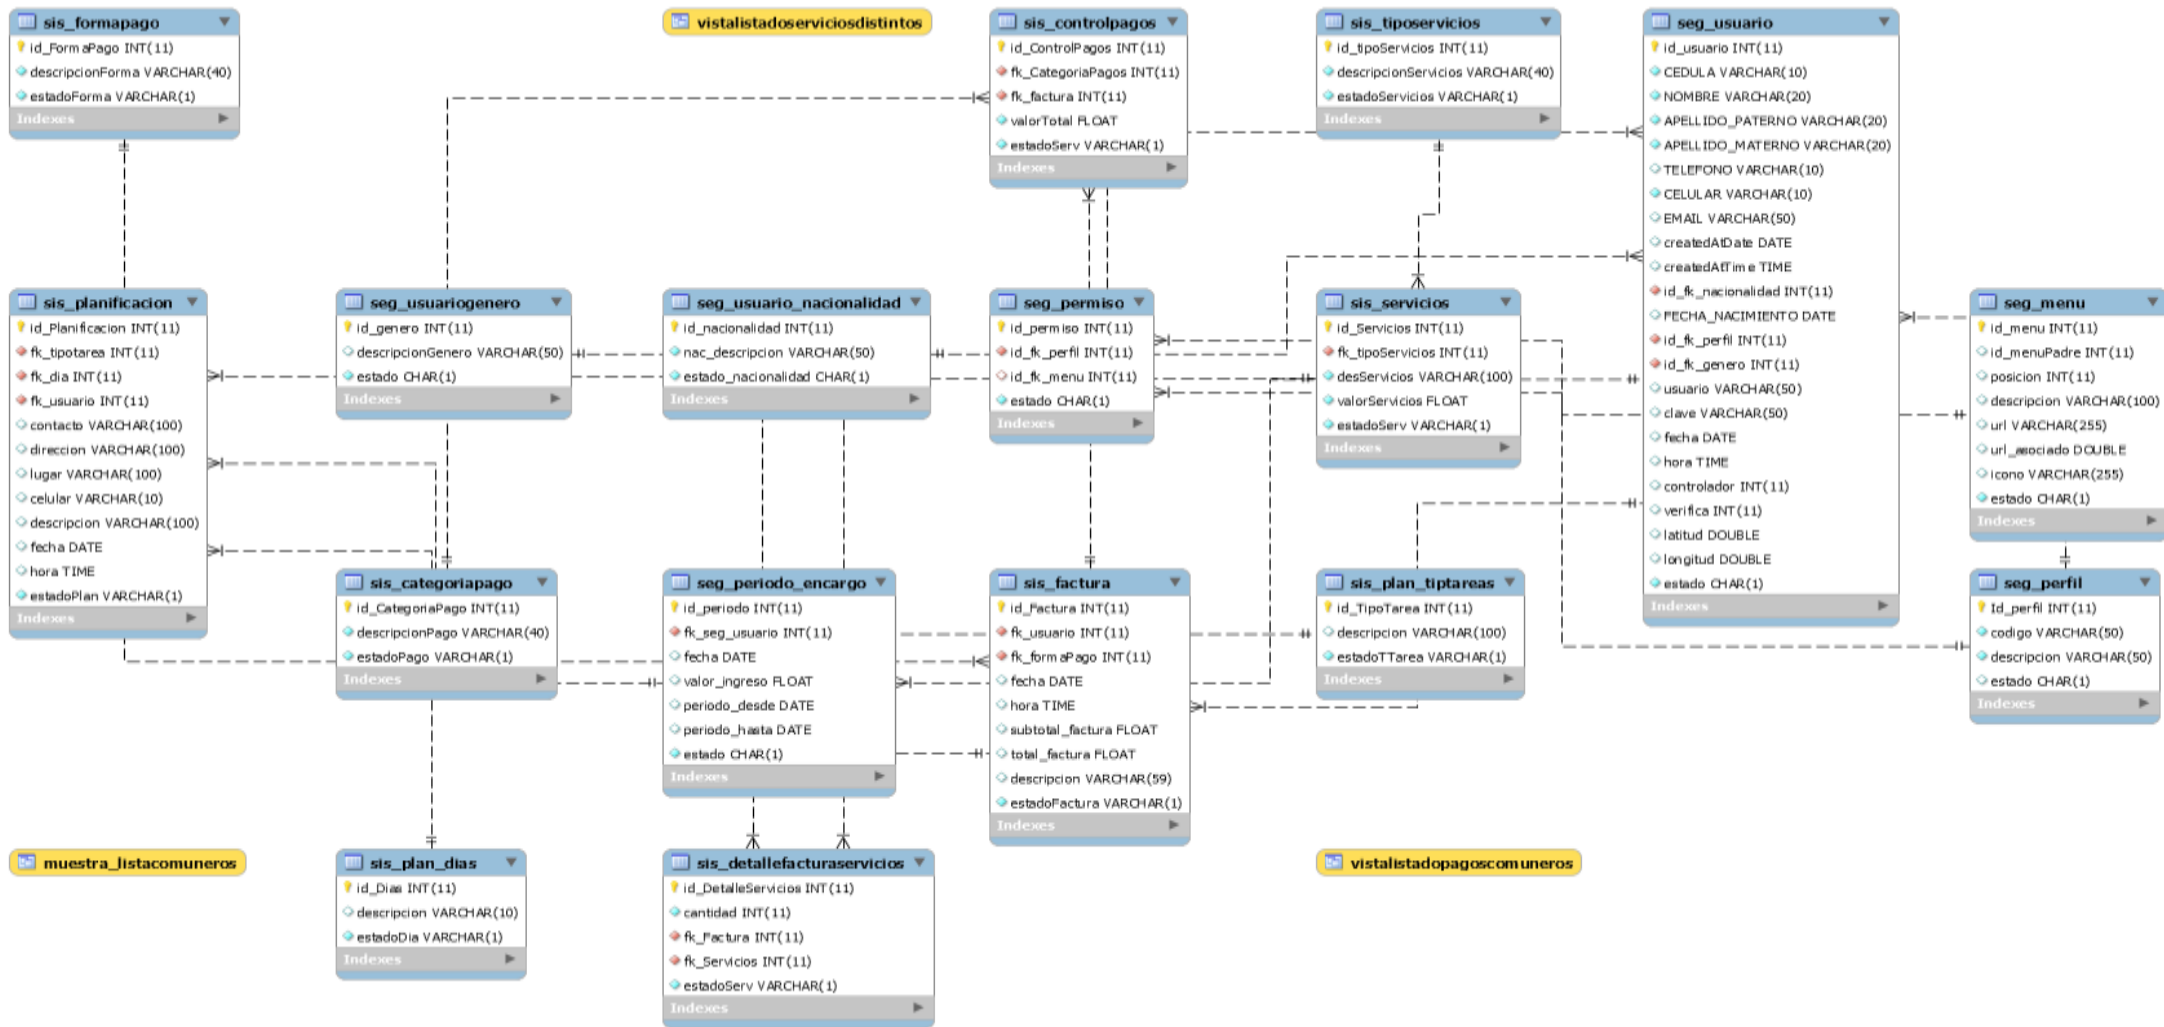 sis_formapago
id_FormaPago INT(11)
descripcionForma VARCHAR(40)
estadoForma VARCHAR(1)
Indexes
vistalistadoserviciosdistintos
sis_controlpagos
id_ControlPagos INT(11)
fk_CategoriaPagos INT(11)
fk_factura INT(11)
valorTotal FLOAT
estadoServ VARCHAR(1)
Indexes
sis_tiposervicios
id_tipoServicios INT(11)
descripcionServicios VARCHAR(40)
estadoServicios VARCHAR(1)
Indexes
seg_usuario
id_usuario INT(11)
CEDULA VARCHAR(10)
NOMBRE VARCHAR(20)
APELLIDO_PATERNO VARCHAR(20)
APELLIDO_MATERNO VARCHAR(20)
TELEFONO VARCHAR(10)
CELULAR VARCHAR(10)
EMAIL VARCHAR(50)
createdAtDate DATE
createdAtTime TIME
id_fk_nacionalidad INT(11)
FECHA_NACIMIENTO DATE
id_fk_perfil INT(11)
id_fk_genero INT(11)
usuario VARCHAR(50)
clave VARCHAR(50)
fecha DATE
hora TIME
controlador INT(11)
verifica INT(11)
latitud DOUBLE
longitud DOUBLE
estado CHAR(1)
Indexes
sis_planificacion
id_Planificacion INT(11)
fk_tipotarea INT(11)
fk_dia INT(11)
fk_usuario INT(11)
contacto VARCHAR(100)
direccion VARCHAR(100)
lugar VARCHAR(100)
celular VARCHAR(10)
descripcion VARCHAR(100)
fecha DATE
hora TIME
estadoPlan VARCHAR(1)
Indexes
seg_usuariogenero
id_genero INT(11)
descripcionGenero VARCHAR(50)
estado CHAR(1)
Indexes
seg_usuario_nacionalidad
id_nacionalidad INT(11)
nac_descripcion VARCHAR(50)
estado_nacionalidad CHAR(1)
Indexes
seg_permiso
id_permiso INT(11)
id_fk_perfil INT(11)
id_fk_menu INT(11)
estado CHAR(1)
Indexes
sis_servicios
id_Servicios INT(11)
fk_tipoServicios INT(11)
desServicios VARCHAR(100)
valorServicios FLOAT
estadoServ VARCHAR(1)
Indexes
seg_menu
id_menu INT(11)
id_menuPadre INT(11)
posicion INT(11)
descripcion VARCHAR(100)
url VARCHAR(255)
url_asociado DOUBLE
icono VARCHAR(255)
estado CHAR(1)
Indexes
sis_categoriapago
id_CategoriaPago INT(11)
descripcionPago VARCHAR(40)
estadoPago VARCHAR(1)
Indexes
seg_periodo_encargo
id_periodo INT(11)
fk_seg_usuario INT(11)
fecha DATE
valor_ingreso FLOAT
periodo_desde DATE
periodo_hasta DATE
estado CHAR(1)
Indexes
sis_factura
id_Factura INT(11)
fk_usuario INT(11)
fk_formaPago INT(11)
fecha DATE
hora TIME
subtotal_factura FLOAT
total_factura FLOAT
descripcion VARCHAR(59)
estadoFactura VARCHAR(1)
Indexes
sis_plan_tiptareas
id_TipoTarea INT(11)
descripcion VARCHAR(100)
estadoTTarea VARCHAR(1)
Indexes
seg_perfil
Id_perfil INT(11)
codigo VARCHAR(50)
descripcion VARCHAR(50)
estado CHAR(1)
Indexes
muestra_listacomuneros
sis_plan_dias
id_Dias INT(11)
descripcion VARCHAR(10)
estadoDia VARCHAR(1)
Indexes
sis_detallefacturaservicios
id_DetalleServicios INT(11)
cantidad INT(11)
fk_Factura INT(11)
fk_Servicios INT(11)
estadoServ VARCHAR(1)
Indexes
vistalistadopagoscomuneros